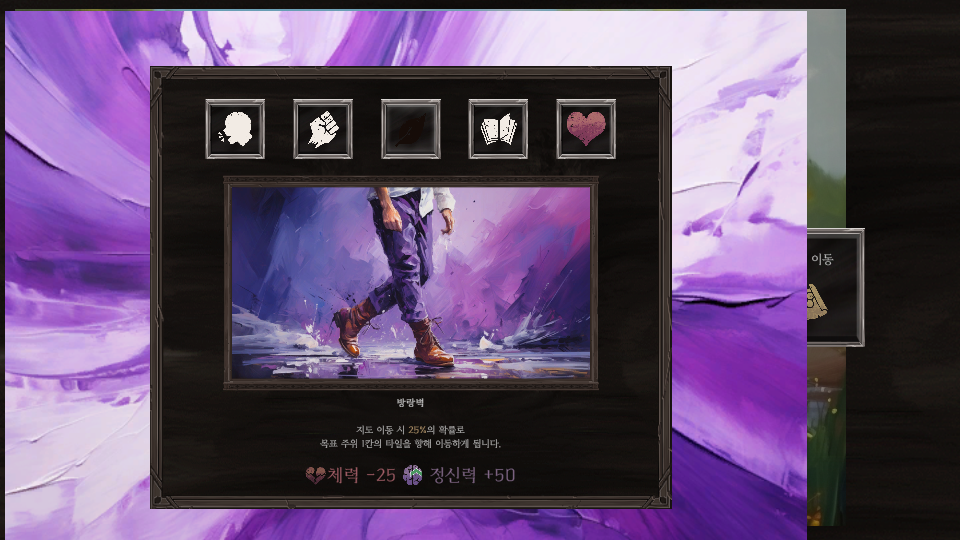 이동
방랑벽
지도 이동 시 25%의 확률로
목표 주위 1칸의 타일을 향해 이동하게 됩니다.
체력 -25 정신력 +50